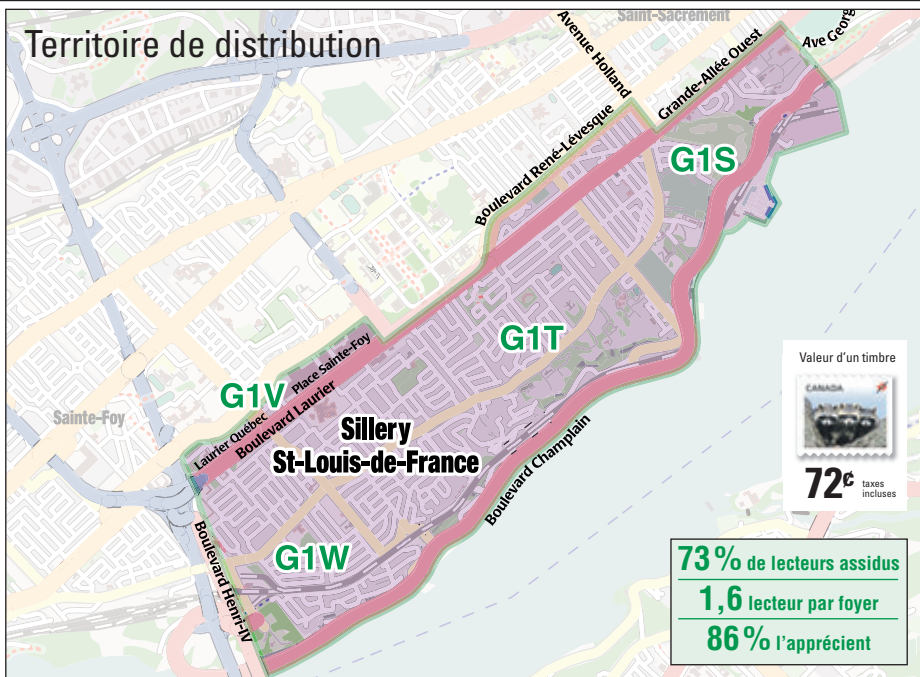 Territoire de distribution
Saint-Sacrement
Avenue Holland
Grande-Allée Ouest
Ave Georg
Boulevard René-Lévesque
G1S
G1T
Place Sainte-Foy
G1V
Laurier Québec
Boulevard Laurier
Sainte-Foy
Sillery
St-Louis-de-France
Boulevard Champlain
Boulevard Henri-IV
G1W
Valeur d'un timbre
CANADA
72¢ taxes
incluses
73 % de lecteurs assidus
1,6 lecteur par foyer
86 % l'apprécient